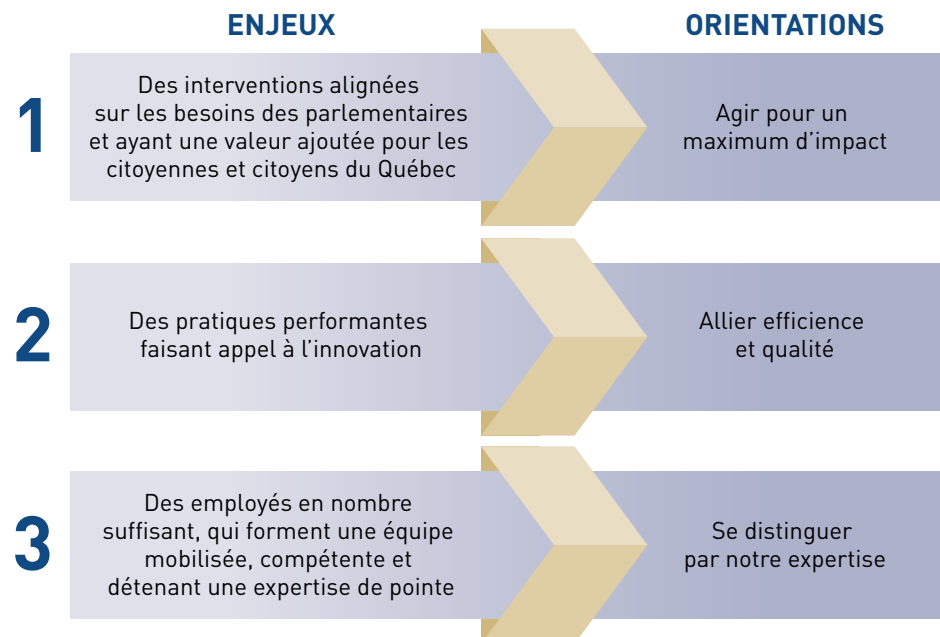 ENJEUX
ORIENTATIONS
1
Des interventions alignées
sur les besoins des parlementaires
et ayant une valeur ajoutée pour les
citoyennes et citoyens du Québec
Agir pour un
maximum d’impact
2
Des pratiques performantes
faisant appel à l’innovation
Allier efficience
et qualité
3
Des employés en nombre
suffisant, qui forment une équipe
mobilisée, compétente et
détenant une expertise de pointe
Se distinguer
par notre expertise